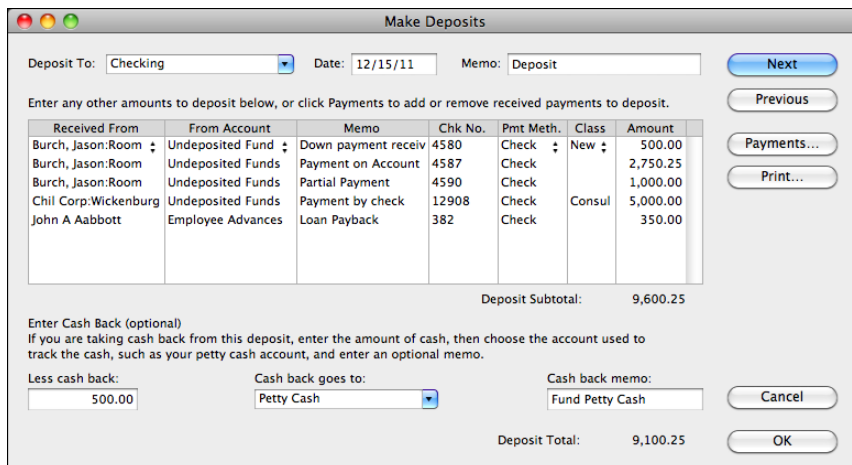 Make Deposits
Deposit To: Checking Date: 12/15/11 Memo: Deposit Next
Previous
Enter any other amounts to deposit below, or click Payments to add or remove received payments to deposit.
Received From From Account Memo Chk No. Pmt Meth. Class Amount
Burch, Jason:Room Undeposited Fund Down payment receiv 4580 Check New 500.00 Payments...
Burch, Jason:Room Undeposited Funds Payment on Account 4587 Check 2,750.25
Burch, Jason:Room Undeposited Funds Partial Payment 4590 Check 1,000.00 Print...
Chil Corp:Wickenburg Undeposited Funds Payment by check 12908 Check Consul 5,000.00
John A Aabbott Employee Advances Loan Payback 382 Check 350.00
Deposit Subtotal: 9,600.25
Enter Cash Back (optional)
If you are taking cash back from this deposit, enter the amount of cash, then choose the account used to
track the cash, such as your petty cash account, and enter an optional memo.
Less cash back: Cash back goes to: Cash back memo:
500.00 Petty Cash Fund Petty Cash Cancel
Deposit Total: 9,100.25 OK